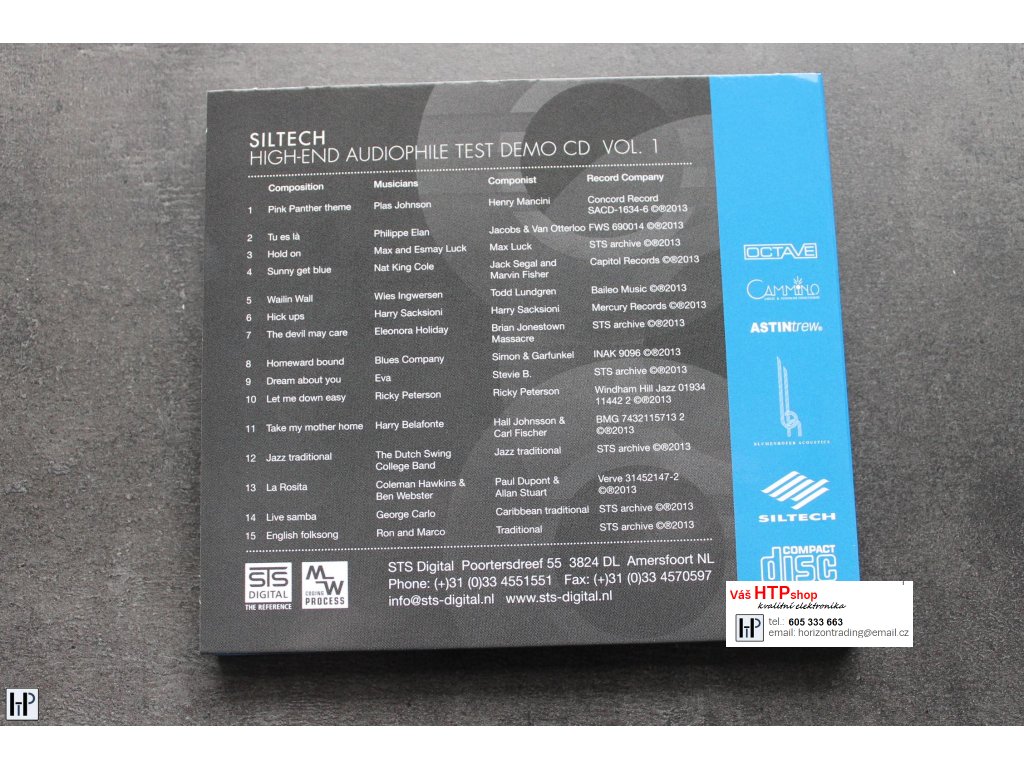 SILTECH
HIGH-END AUDIOPHILE TEST DEMO CD VOL. 1
Composition Musicians Componist Record Company
1 Pink Panther theme Plas Johnson Henry Mancini Concord Record
SACD-1634-6 ©®2013
2 Tu es là Philippe Elan Jacobs & Van Otterloo FWS 690014 ©®2013
3 Hold on Max and Esmay Luck Max Luck STS archive ©®2013
4 Sunny get blue Nat King Cole Jack Segal and Capitol Records ©®2013
Marvin Fisher
5 Wailin Wall Wies Ingwersen Todd Lundgren Baileo Music ©®2013
6 Hick ups Harry Sacksioni Harry Sacksioni Mercury Records ©®2013
7 The devil may care Eleonora Holiday Brian Jonestown STS archive ©®2013
Massacre
8 Homeward bound Blues Company Simon & Garfunkel INAK 9096 ©®2013
9 Dream about you Eva Stevie B. STS archive ©®2013
10 Let me down easy Ricky Peterson Ricky Peterson Windham Hill Jazz 01934
11442 2 ©®2013
11 Take my mother home Harry Belafonte Hall Johnsson & BMG 7432115713 2
Carl Fischer ©®2013
12 Jazz traditional The Dutch Swing Jazz traditional STS archive ©®2013
College Band
13 La Rosita Coleman Hawkins & Paul Dupont & Verve 31452147-2
Ben Webster Allan Stuart ©®2013
14 Live samba George Carlo Caribbean traditional STS archive ©®2013
15 English folksong Ron and Marco Traditional STS archive ©®2013
STS
DIGITAL
THE REFERENCE
MW
CODING
PROCESS
STS Digital Poortersdreef 55 3824 DL Amersfoort NL
Phone: (+)31 (0)33 4551551 Fax: (+)31 (0)33 4570597
info@sts-digital.nl www.sts-digital.nl
OCTAVE
CAMMINO
ASTINtrew®
BLUMENHOFER ACOUSTICS
SILTECH
COMPACT
disc
Váš HTPshop
kvalitní elektronika
HTP
tel.: 605 333 663
email: horizontrading@email.cz
HTP